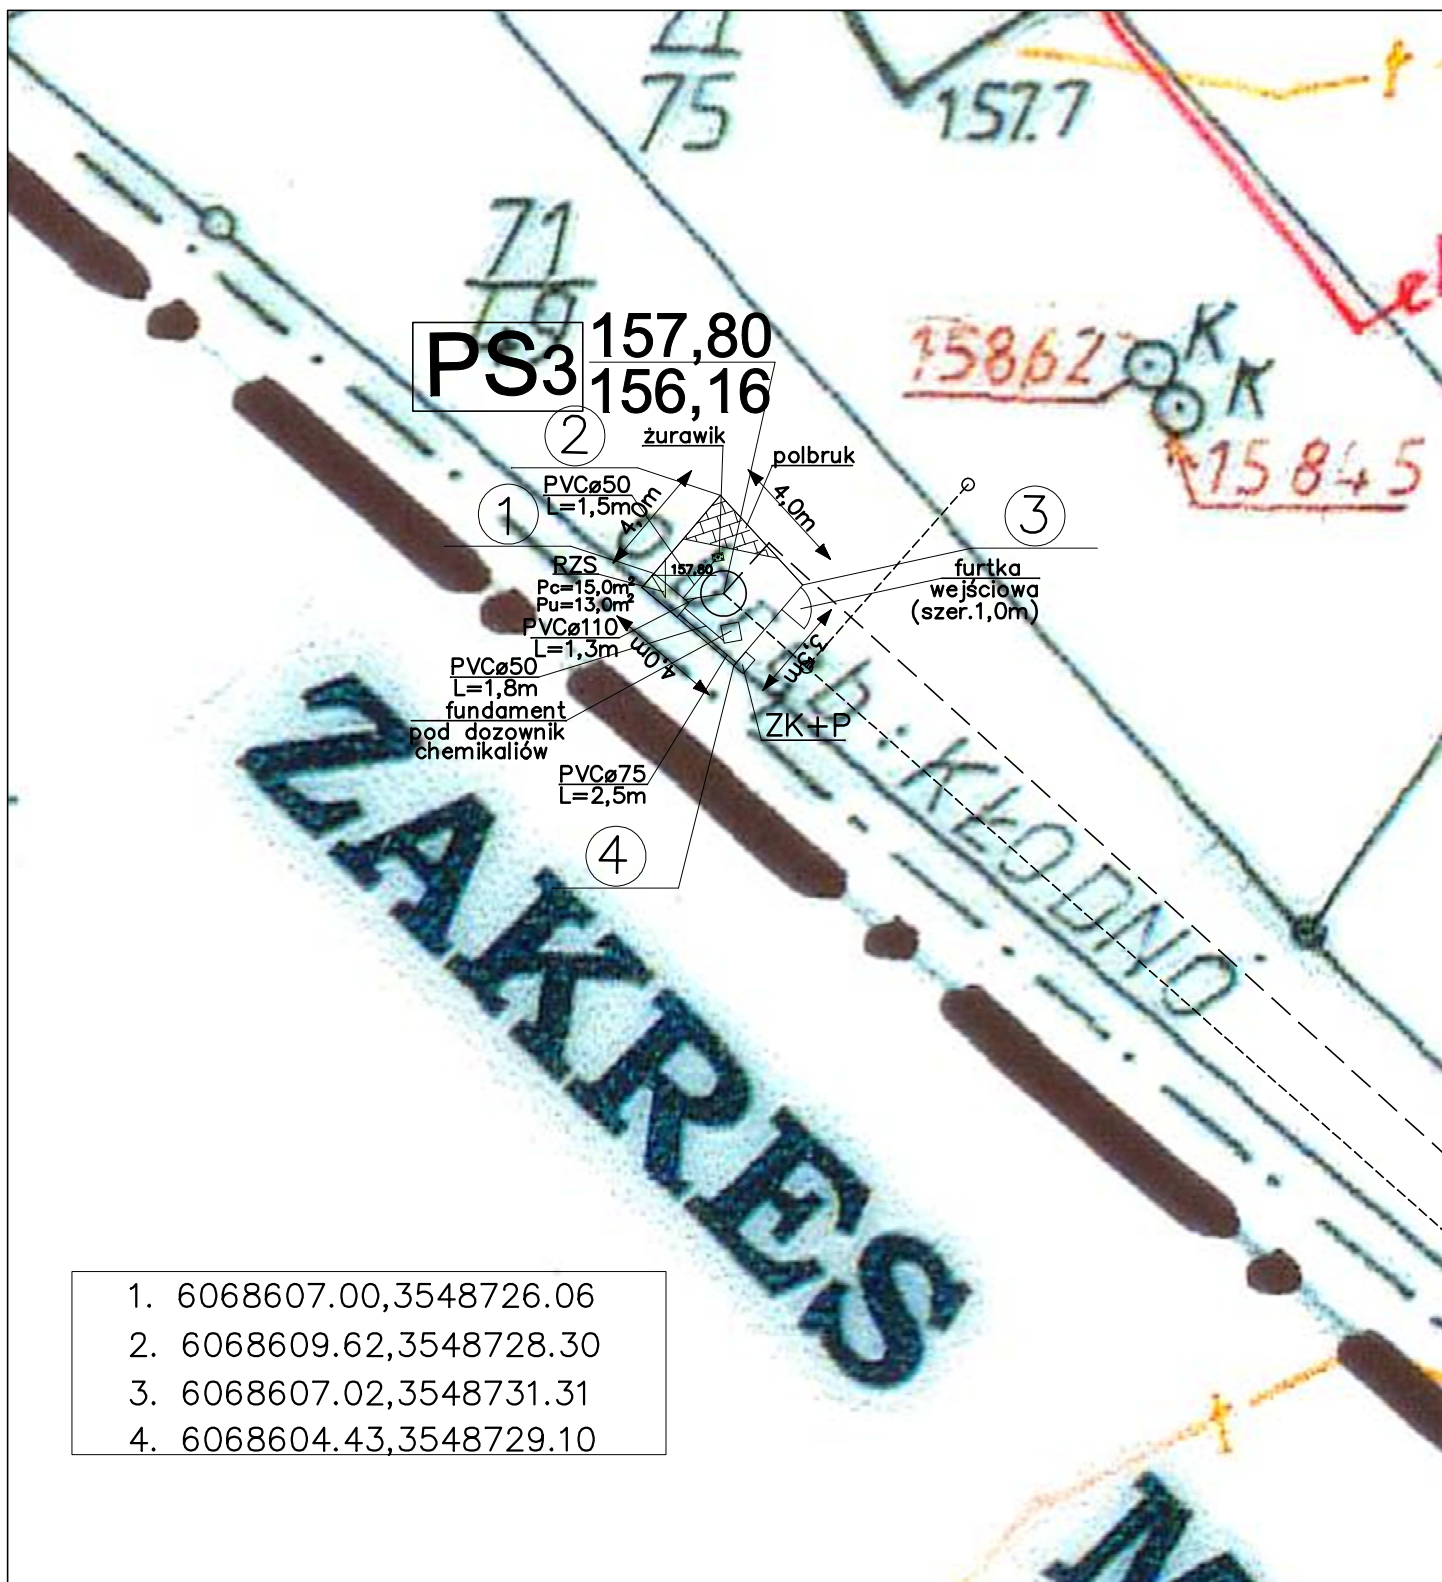 75
157.7
71
19
PS3
157,80
156,16
15862
K
K
15845
2
żurawik
polbruk
PVCø50
L=1,5m
4,0m
4,0m
1
3
RZS
Pc=15,0m²
Pu=13,0m²
157.80
furtka
wejściowa
(szer.1,0m)
PVCø110
L=1,3m
4,0m
3,5m
PVCø50
L=1,8m
fundament
pod dozownik
chemikaliów
ZK+P
PVCø75
L=2,5m
4
KŁODNO
ZAKRES
1. 6068607.00,3548726.06
2. 6068609.62,3548728.30
3. 6068607.02,3548731.31
4. 6068604.43,3548729.10